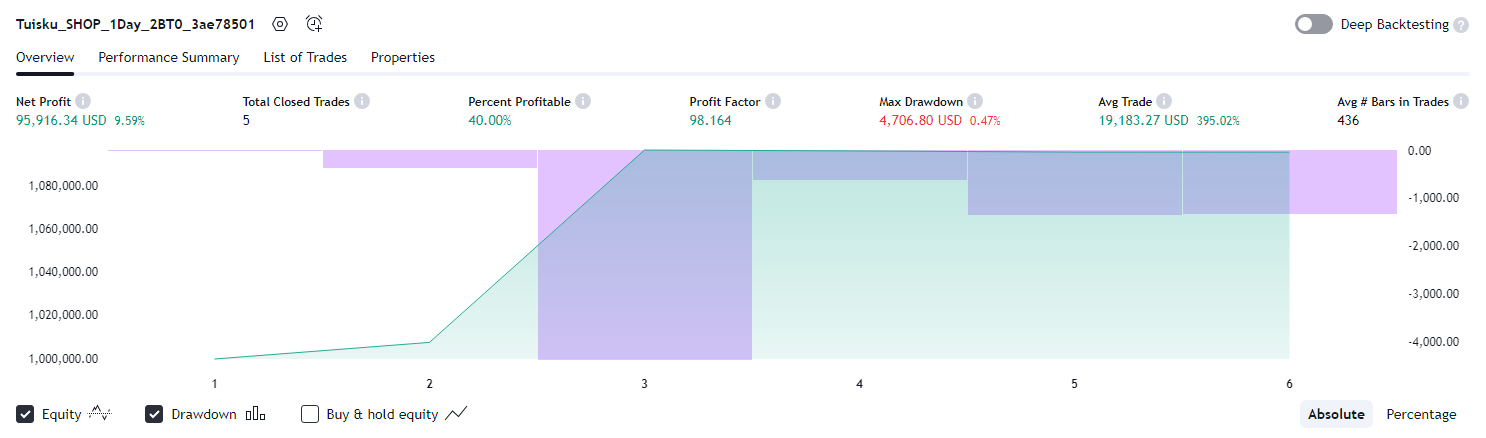 Tuisku_SHOP_1Day_2BT0_3ae78501
Deep Backtesting ?
Overview Performance Summary List of Trades Properties
Net Profit Total Closed Trades Percent Profitable Profit Factor Max Drawdown Avg Trade Avg # Bars in Trades
95,916.34 USD 9.59% 5 40.00% 98.164 4,706.80 USD 0.47% 19,183.27 USD 395.02% 436
0.00
1,080,000.00 -1,000.00
1,060,000.00 -2,000.00
1,040,000.00
1,020,000.00 -3,000.00
1,000,000.00 -4,000.00
1 2 3 4 5 6
Equity Drawdown Buy & hold equity Absolute Percentage